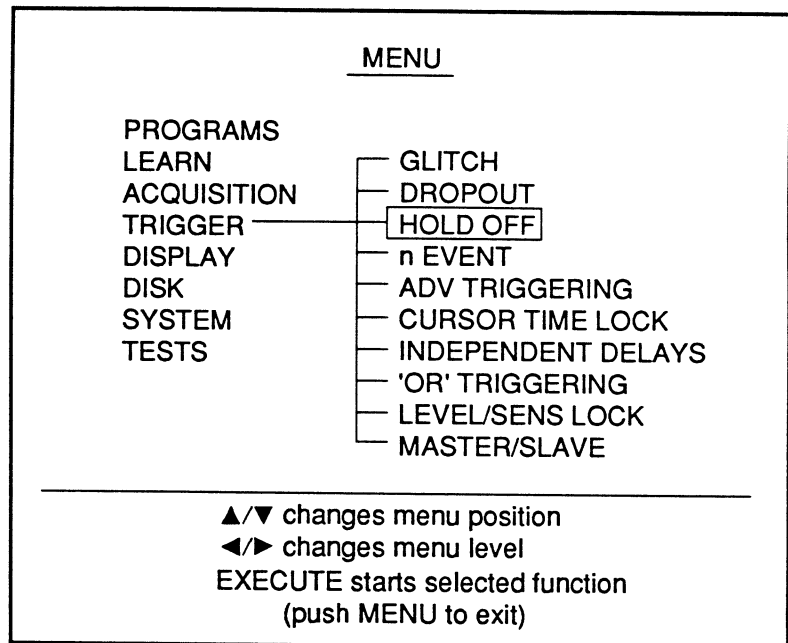 MENU
PROGRAMS
LEARN
ACQUISITION
TRIGGER
DISPLAY
DISK
SYSTEM
TESTS
GLITCH
DROPOUT
HOLD OFF
n EVENT
ADV TRIGGERING
CURSOR TIME LOCK
INDEPENDENT DELAYS
'OR' TRIGGERING
LEVEL/SENS LOCK
MASTER/SLAVE
▲/▼ changes menu position
◄/► changes menu level
EXECUTE starts selected function
(push MENU to exit)